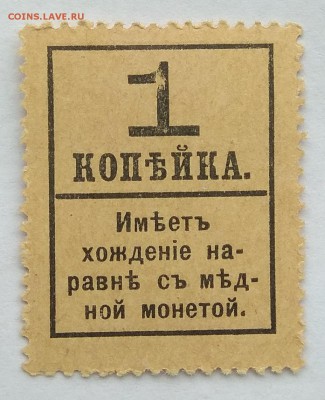 COINS.LAVE.RU
1
КОПѢЙКА.
Имѣетъ
хожденіе на-
равнѣ съ мѣд-
ной монетой.